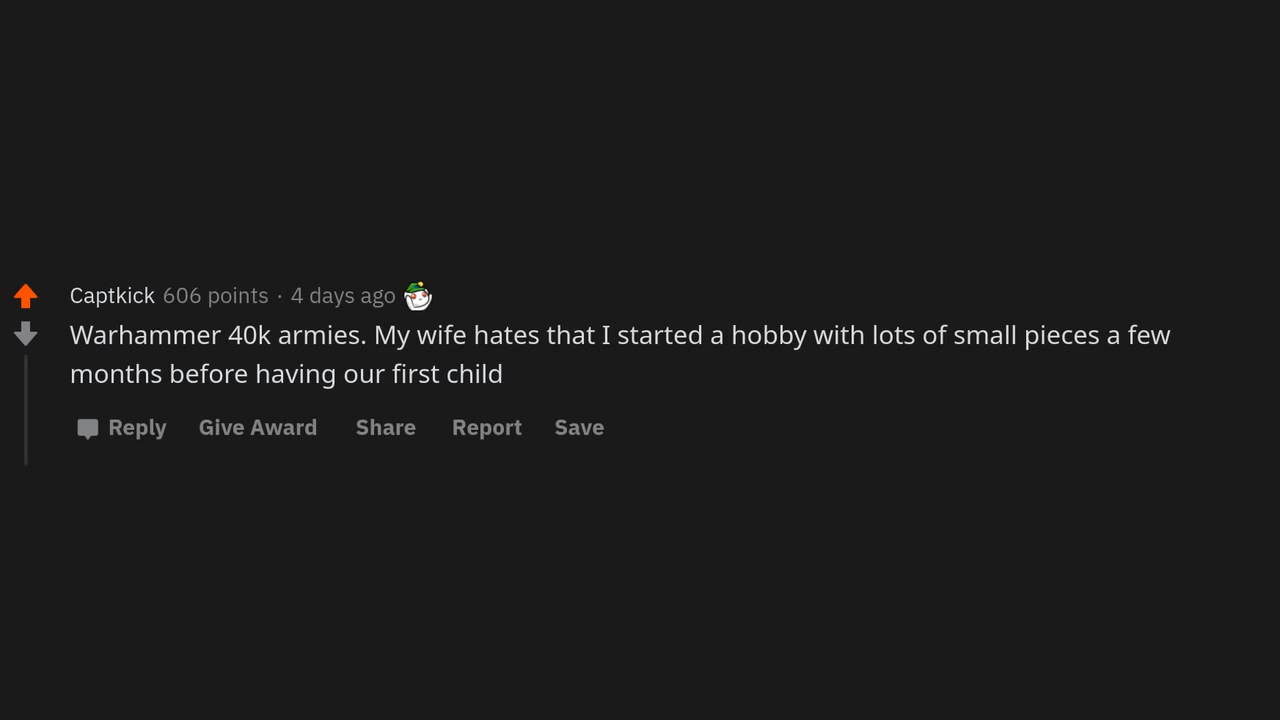 Captkick 606 points · 4 days ago
Warhammer 40k armies. My wife hates that I started a hobby with lots of small pieces a few
months before having our first child
Reply Give Award Share Report Save